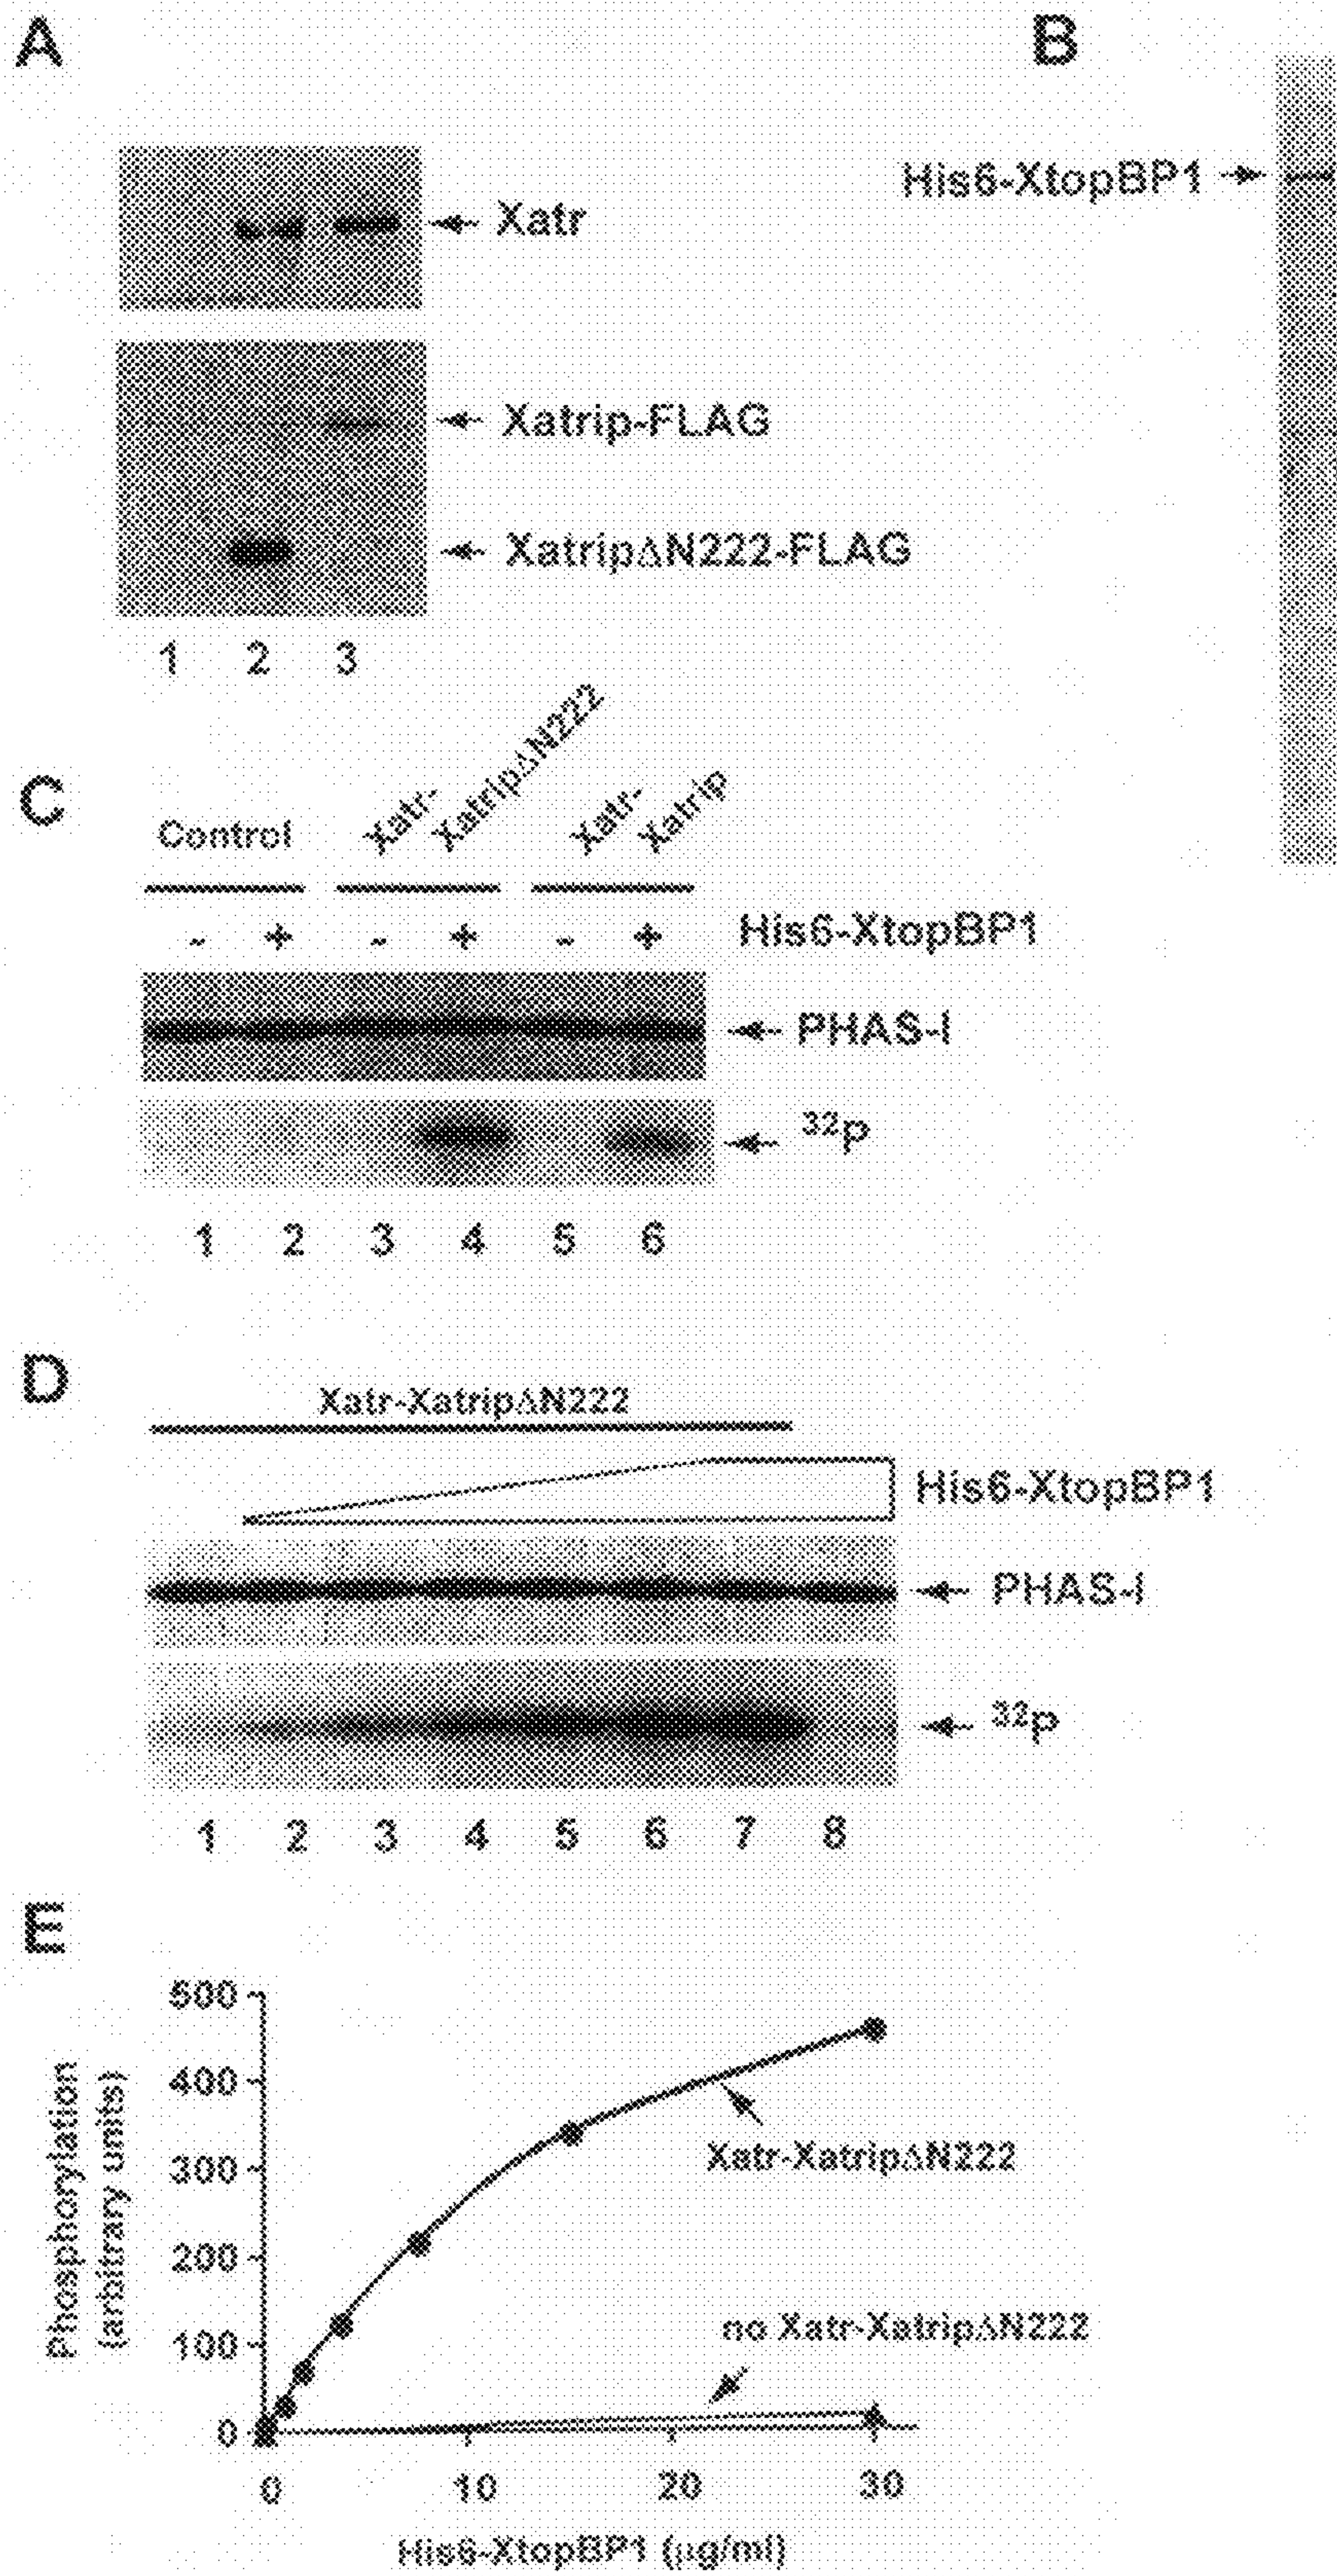 A
B
Xatr
His6-XtopBP1
Xatrip-FLAG
XatripΔN222-FLAG
1 2 3
C
Control
Xatr-
XatripΔN222
Xatr-
Xatrip
- + - + - + His6-XtopBP1
PHAS-I
32P
1 2 3 4 5 6
D
Xatr-XatripΔN222
His6-XtopBP1
PHAS-I
32P
1 2 3 4 5 6 7 8
E
Phosphorylation
(arbitrary units)
500
400
300
200
100
0
Xatr-XatripΔN222
no Xatr-XatripΔN222
0 10 20 30
His6-XtopBP1 (μg/ml)